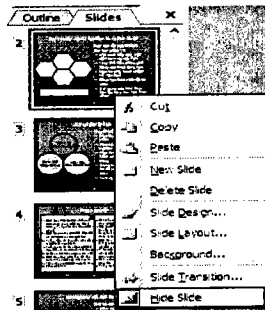 Outline Slides ×
2
3
4
5
Cut
Copy
Paste
New Slide
Delete Slide
Slide Design...
Slide Layout...
Background...
Slide Transition...
Hide Slide